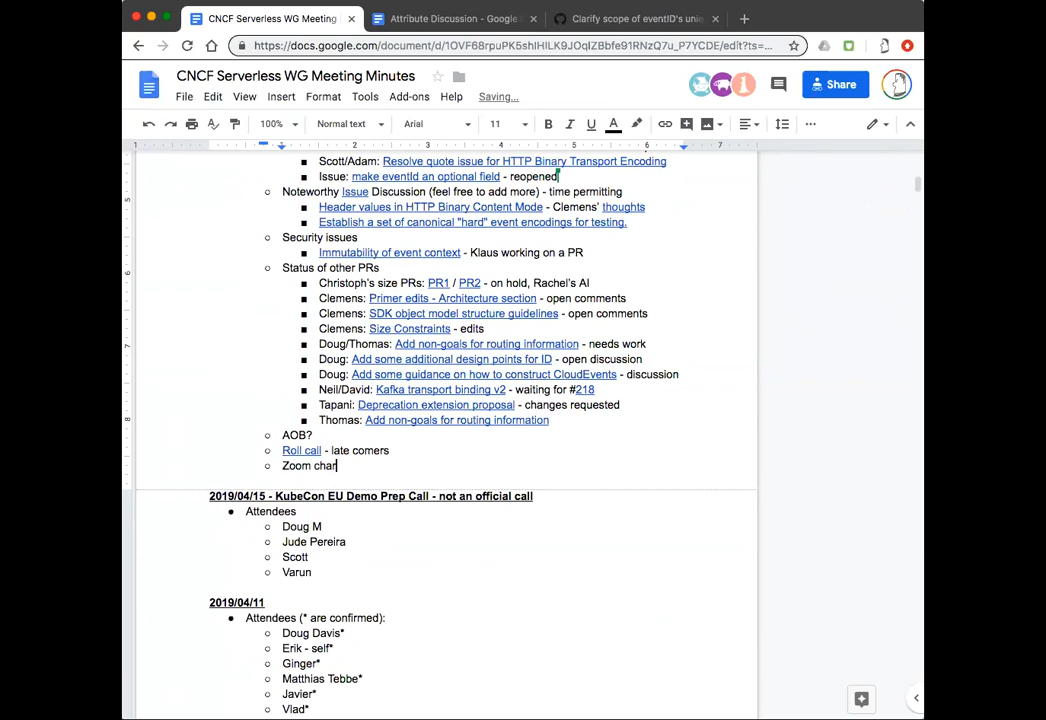 CNCF Serverless WG Meeting
Attribute Discussion - Google
Clarify scope of eventID's uni
https://docs.google.com/document/d/1OVF68rpuPK5shIHILK9JOqIZBbfe91RNzQ7u_P7YCDE/edit?ts=...
CNCF Serverless WG Meeting Minutes
File Edit View Insert Format Tools Add-ons Help Saving...
Share
100% Normal text Arial 11
1 2 3 4 5 6 7
Scott/Adam: Resolve quote issue for HTTP Binary Transport Encoding
Issue: make eventId an optional field - reopened
Noteworthy Issue Discussion (feel free to add more) - time permitting
Header values in HTTP Binary Content Mode - Clemens' thoughts
Establish a set of canonical "hard" event encodings for testing.
Security issues
Immutability of event context - Klaus working on a PR
Status of other PRs
Christoph's size PRs: PR1 / PR2 - on hold, Rachel's AI
Clemens: Primer edits - Architecture section - open comments
Clemens: SDK object model structure guidelines - open comments
Clemens: Size Constraints - edits
Doug/Thomas: Add non-goals for routing information - needs work
Doug: Add some additional design points for ID - open discussion
Doug: Add some guidance on how to construct CloudEvents - discussion
Neil/David: Kafka transport binding v2 - waiting for #218
Tapani: Deprecation extension proposal - changes requested
Thomas: Add non-goals for routing information
AOB?
Roll call - late comers
Zoom char
2019/04/15 - KubeCon EU Demo Prep Call - not an official call
Attendees
Doug M
Jude Pereira
Scott
Varun
2019/04/11
Attendees (* are confirmed):
Doug Davis*
Erik - self*
Ginger*
Matthias Tebbe*
Javier*
Vlad*